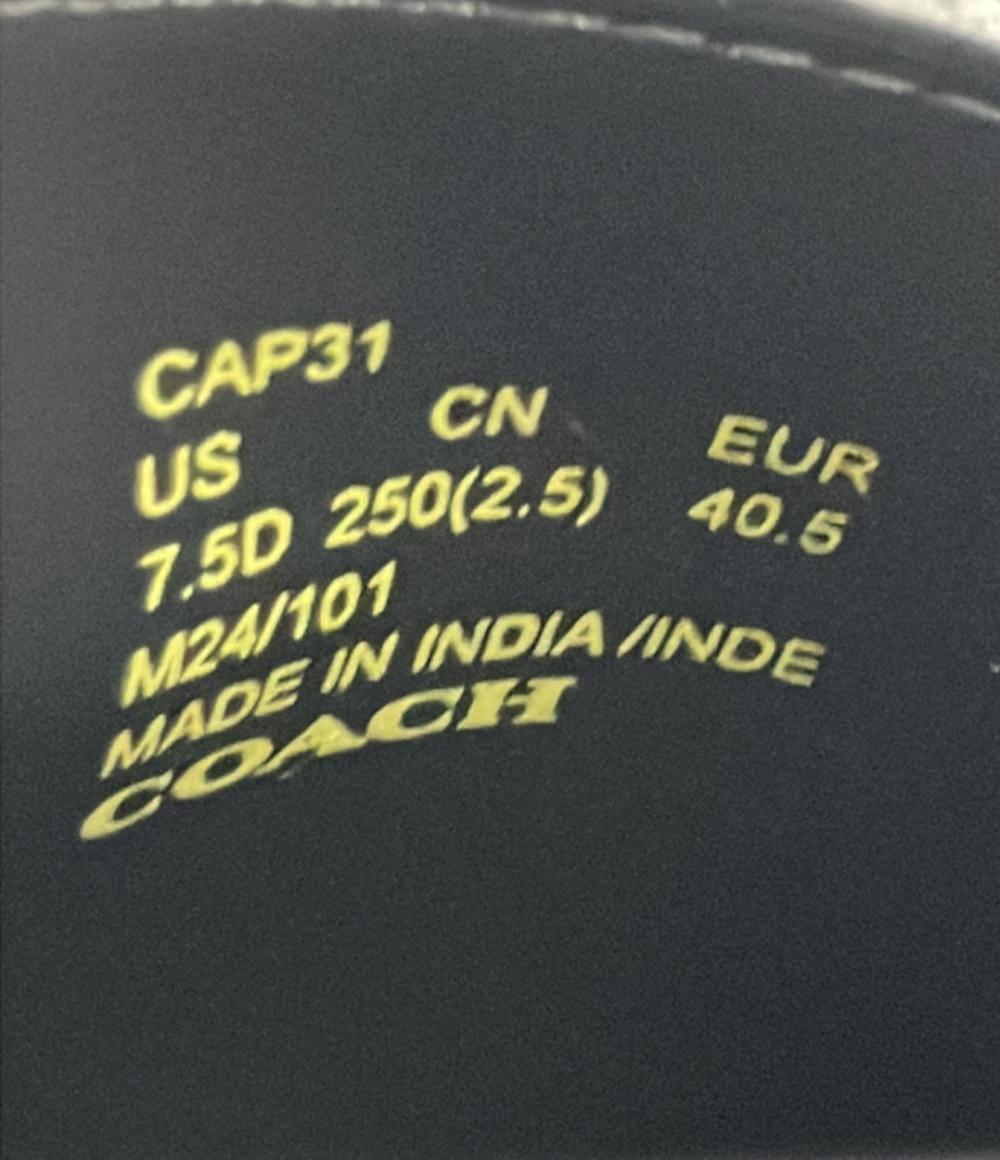 CAP31
US CN EUR
7.5D 250(2.5) 40.5
M24/101
MADE IN INDIA /INDE
COACH